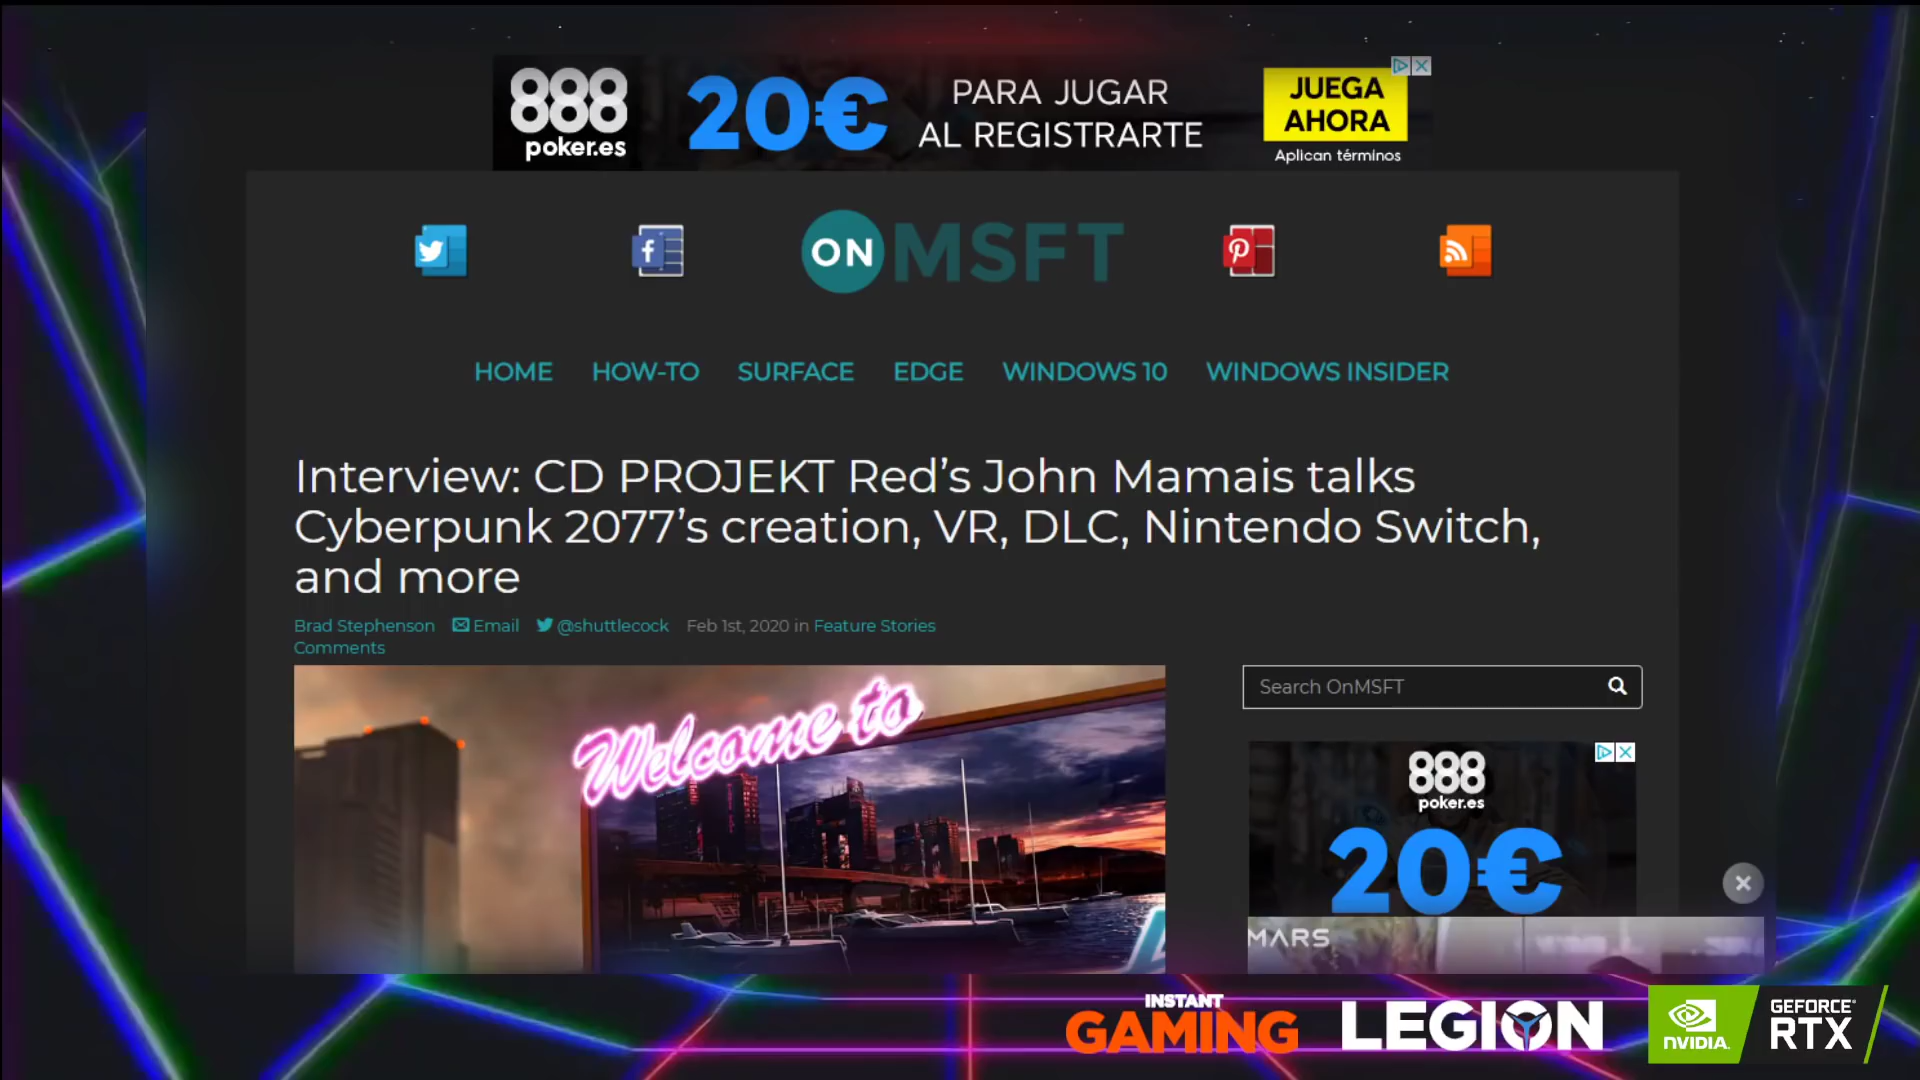 888
poker.es
20€
PARA JUGAR
AL REGISTRARTE
JUEGA
AHORA
Aplican términos
ON MSFT
HOME HOW-TO SURFACE EDGE WINDOWS 10 WINDOWS INSIDER
Interview: CD PROJEKT Red’s John Mamais talks
Cyberpunk 2077’s creation, VR, DLC, Nintendo Switch,
and more
Brad Stephenson Email @shuttlecock Feb 1st, 2020 in Feature Stories
Comments
Welcome to
Search OnMSFT
888
poker.es
20€
MARS
INSTANT
GAMING
LEGION
NVIDIA.
GEFORCE
RTX